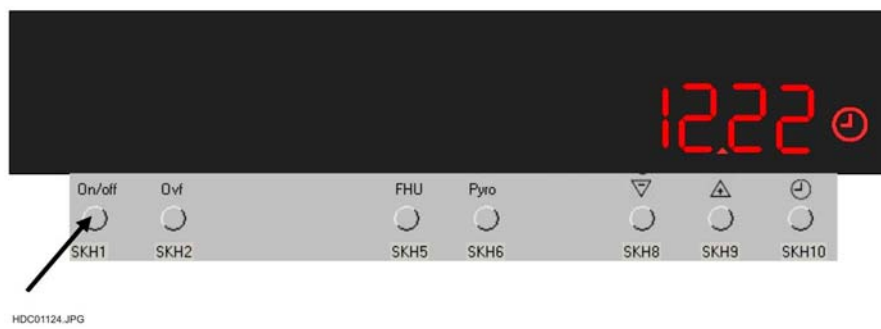 12.22
On/off Ovf FHU Pyro
SKH1 SKH2 SKH5 SKH6 SKH8 SKH9 SKH10
HDC01124.JPG